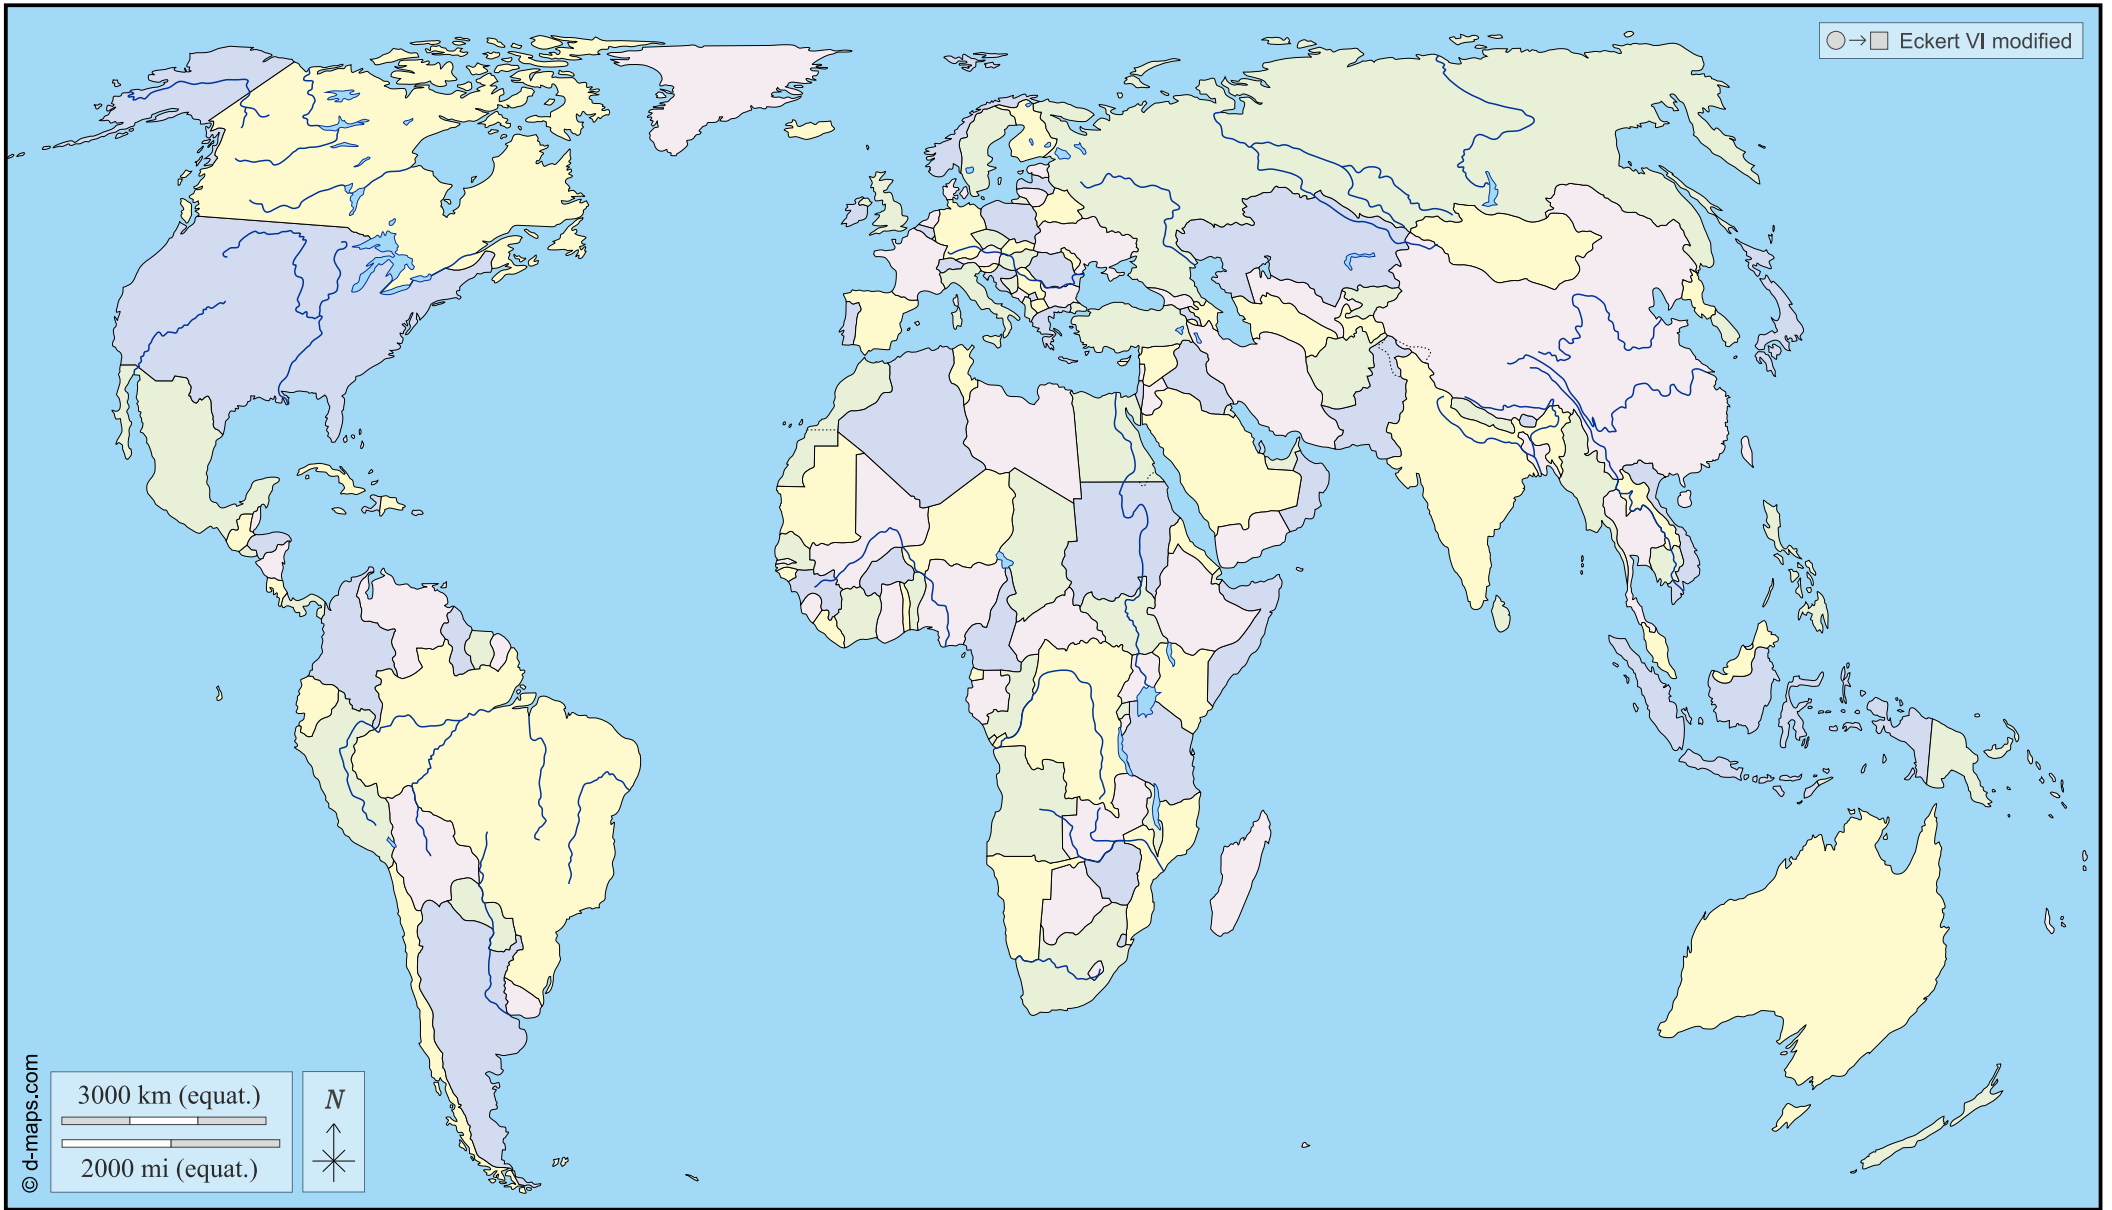 Eckert VI modified
© d-maps.com
3000 km (equat.)
2000 mi (equat.)
N